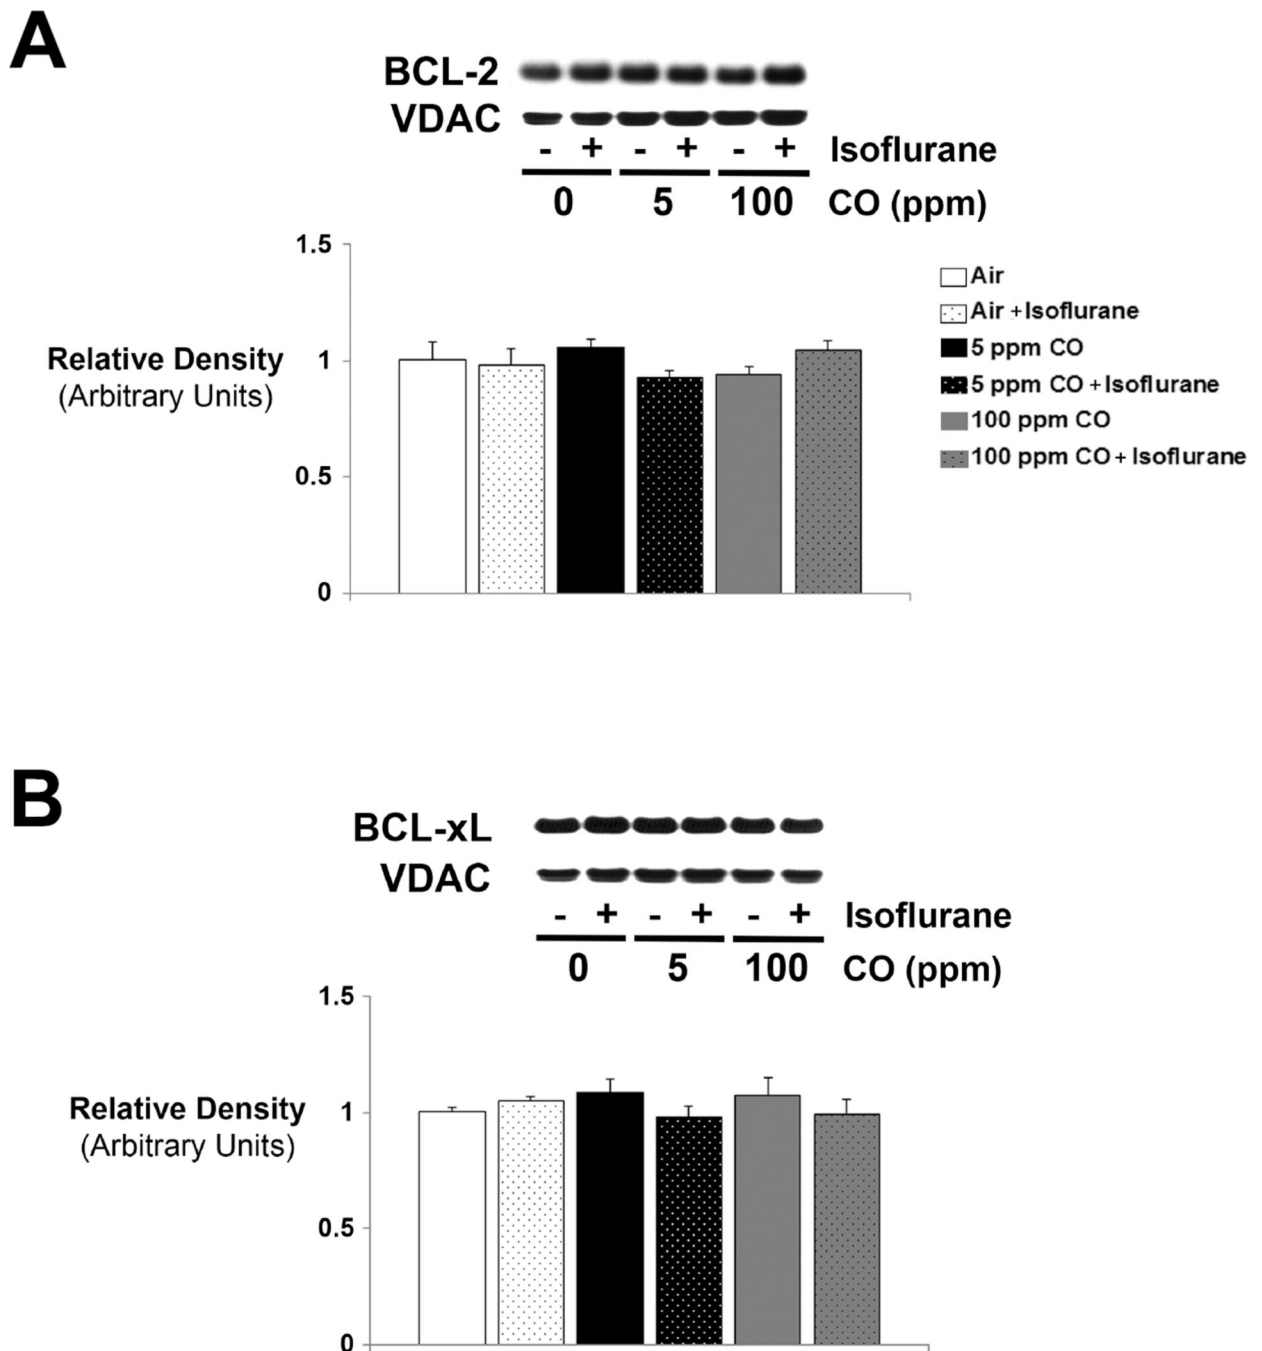 A
BCL-2
VDAC
- + - + - + Isoflurane
0 5 100 CO (ppm)
1.5
1
0.5
0
Relative Density
(Arbitrary Units)
Air
Air +Isoflurane
5 ppm CO
5 ppm CO +Isoflurane
100 ppm CO
100 ppm CO+ Isoflurane
B
BCL-xL
VDAC
- + - + - + Isoflurane
0 5 100 CO (ppm)
1.5
1
0.5
0
Relative Density
(Arbitrary Units)